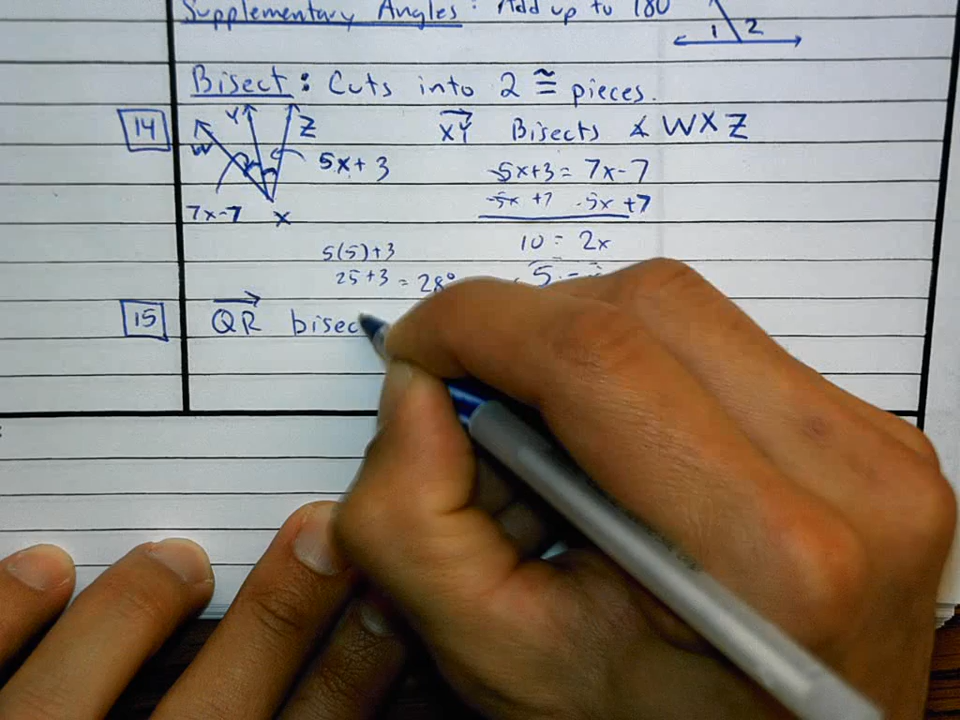 Supplementary Angles: Add up to 180
1 2
Bisect: Cuts into 2 ≅ pieces.
14
W Y Z
XY Bisects ∡ WXZ
5x+3
5x+3 = 7x-7
-5x +7 -5x +7
7x-7 X
5(5)+3
10 = 2x
25+3 = 28°
5 =
15
QR bisec